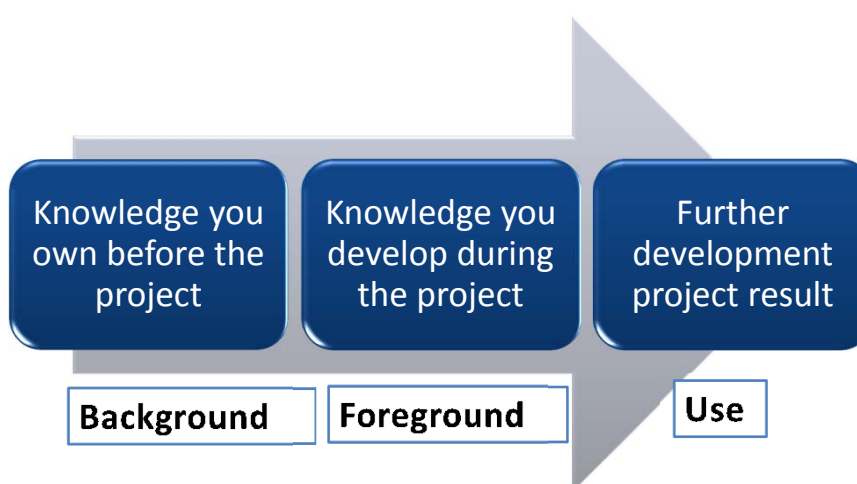 Knowledge you
own before the
project
Knowledge you
develop during
the project
Further
development
project result
Background
Foreground
Use